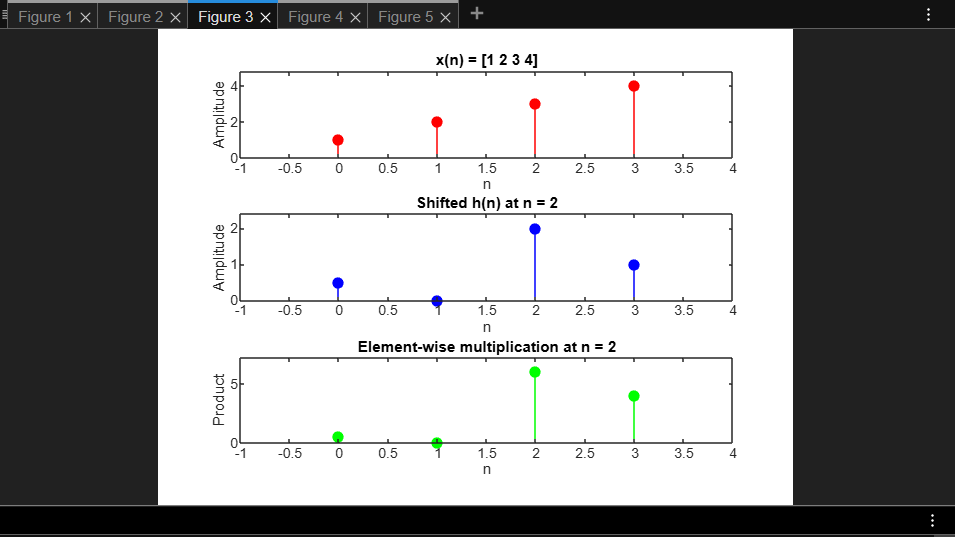 Figure 1 × Figure 2 × Figure 3 × Figure 4 × Figure 5 × +
x(n) = [1 2 3 4]
Amplitude
4
2
0
-1 -0.5 0 0.5 1 1.5 2 2.5 3 3.5 4
n
Shifted h(n) at n = 2
Amplitude
2
1
0
-1 -0.5 0 0.5 1 1.5 2 2.5 3 3.5 4
n
Element-wise multiplication at n = 2
Product
5
0
-1 -0.5 0 0.5 1 1.5 2 2.5 3 3.5 4
n